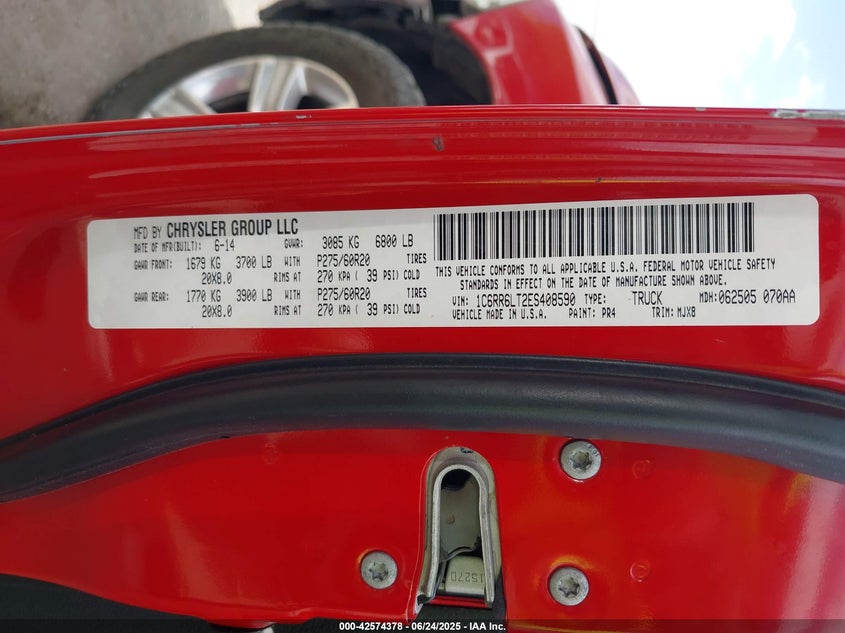 MFD BY CHRYSLER GROUP LLC
DATE OF MFR(BUILT): 6-14 GVWR: 3085 KG 6800 LB
GAWR FRONT: 1679 KG 3700 LB WITH P275/60R20 TIRES
20X8.0 RIMS AT 270 KPA ( 39 PSI) COLD
GAWR REAR: 1770 KG 3900 LB WITH P275/60R20 TIRES
20X8.0 RIMS AT 270 KPA ( 39 PSI) COLD
THIS VEHICLE CONFORMS TO ALL APPLICABLE U.S.A. FEDERAL MOTOR VEHICLE SAFETY
STANDARDS IN EFFECT ON THE DATE OF MANUFACTURE SHOWN ABOVE.
VIN: 1C6RR6LT2ES408590 TYPE: TRUCK MDH: 062505 070AA
VEHICLE MADE IN U.S.A. PAINT: PR4 TRIM: MJX8
1S270
000-42574378 - 06/24/2025 - IAA Inc.